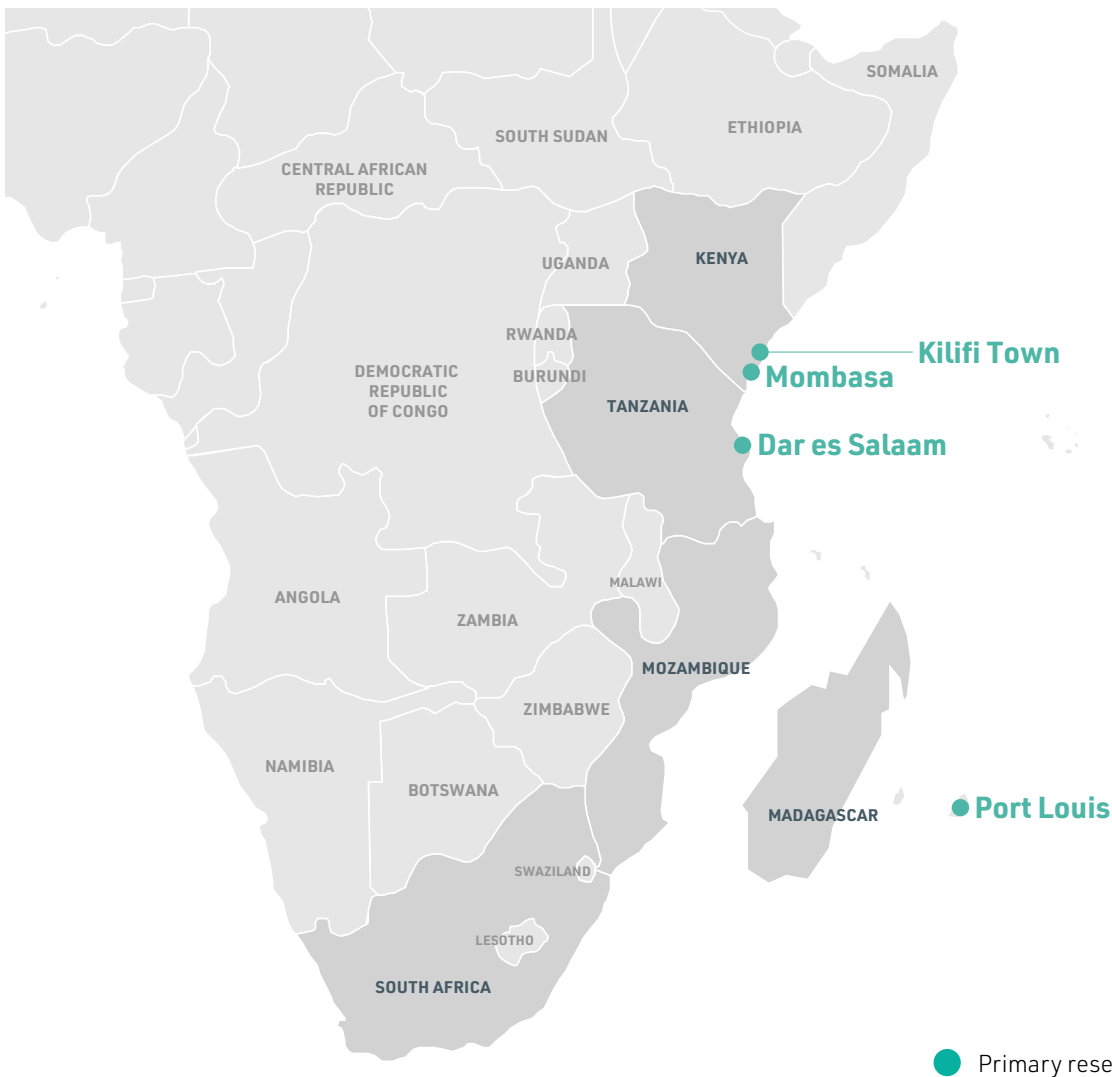 SOMALIA
ETHIOPIA
SOUTH SUDAN
CENTRAL AFRICAN
REPUBLIC
KENYA
UGANDA
RWANDA
Kilifi Town
DEMOCRATIC
REPUBLIC
OF CONGO
BURUNDI
Mombasa
TANZANIA
Dar es Salaam
MALAWI
ANGOLA
ZAMBIA
MOZAMBIQUE
ZIMBABWE
NAMIBIA
BOTSWANA
Port Louis
MADAGASCAR
SWAZILAND
LESOTHO
SOUTH AFRICA
Primary rese